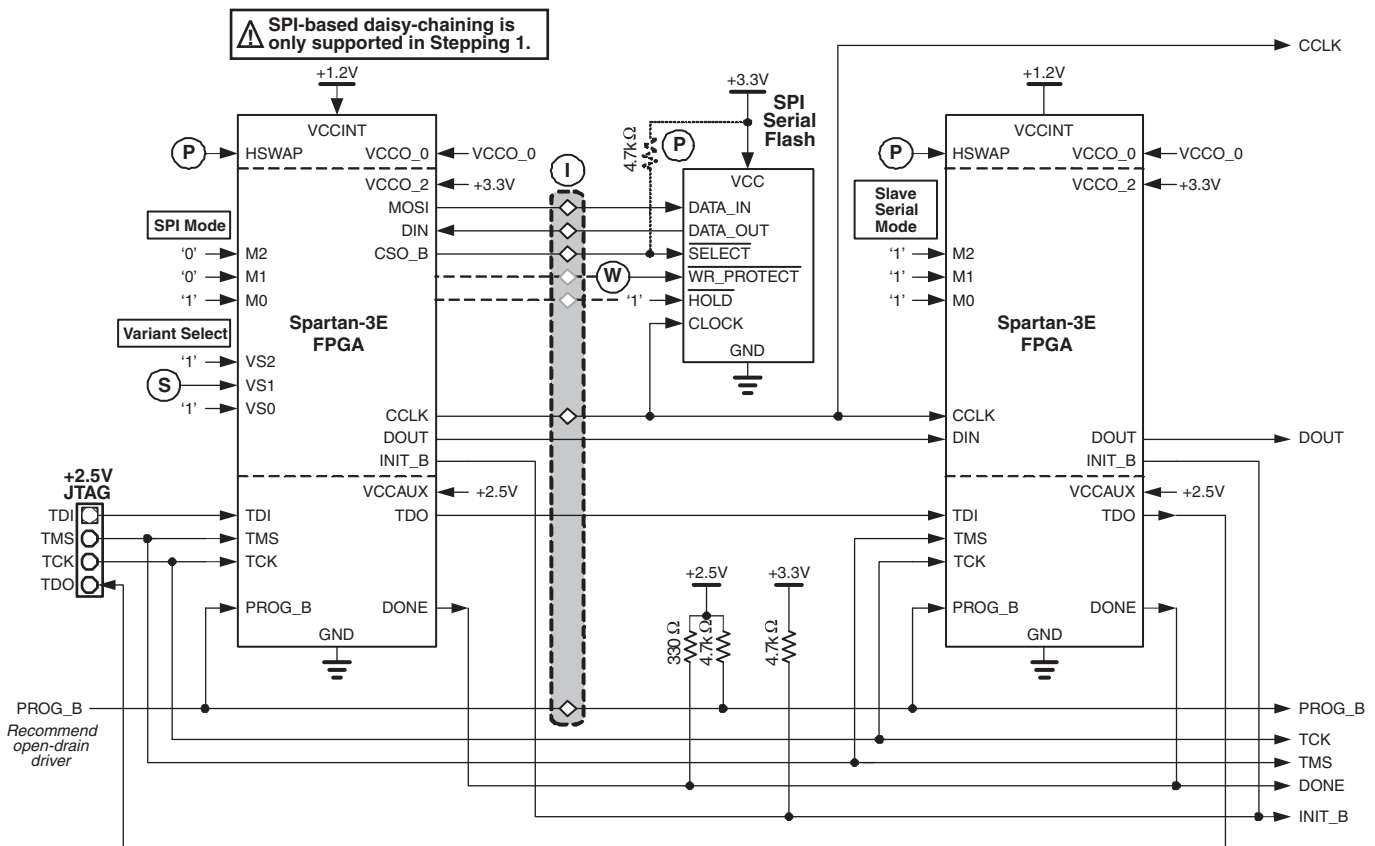 SPI-based daisy-chaining is
only supported in Stepping 1.
CCLK
+1.2V
+3.3V
+1.2V
SPI
Serial
Flash
VCCINT
P
HSWAP
VCCO_0
VCCO_0
I
4.7kΩ
P
VCC
VCCINT
P
HSWAP
VCCO_0
VCCO_0
VCCO_2
+3.3V
VCCO_2
+3.3V
SPI Mode
MOSI
DATA_IN
Slave
Serial
Mode
DIN
DATA_OUT
'0'
M2
CSO_B
SELECT
'1'
M2
'0'
M1
W
WR_PROTECT
'1'
M1
'1'
M0
'1'
HOLD
'1'
M0
Spartan-3E
FPGA
CLOCK
Spartan-3E
FPGA
Variant Select
GND
'1'
VS2
S
VS1
'1'
VS0
CCLK
CCLK
DOUT
DIN
DOUT
DOUT
INIT_B
INIT_B
+2.5V
JTAG
VCCAUX
+2.5V
VCCAUX
+2.5V
TDI
TDI
TDO
TDI
TDO
TMS
TMS
TMS
TCK
TCK
TCK
TDO
+2.5V
+3.3V
PROG_B
DONE
PROG_B
DONE
330 Ω
4.7kΩ
4.7kΩ
GND
GND
PROG_B
PROG_B
Recommend
open-drain
driver
TCK
TMS
DONE
INIT_B